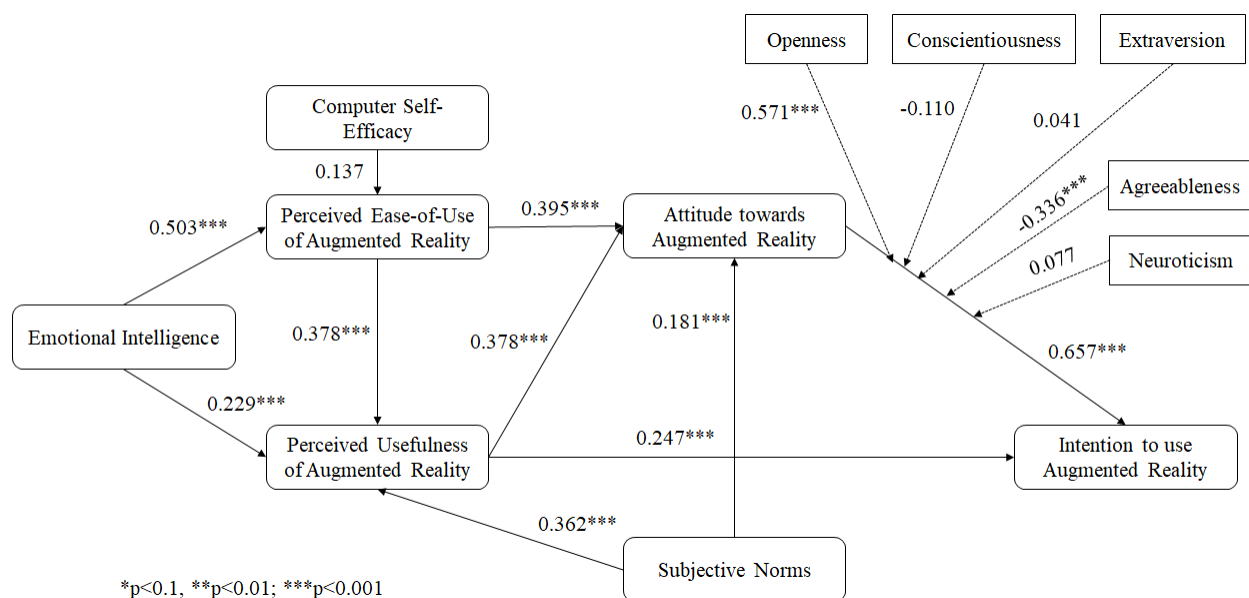 Openness
Conscientiousness
Extraversion
Computer Self-
Efficacy
0.571***
-0.110
0.041
0.137
Agreeableness
-0.336***
Perceived Ease-of-Use
of Augmented Reality
0.503***
0.395***
Attitude towards
Augmented Reality
Neuroticism
0.077
Emotional Intelligence
0.378***
0.378***
0.181***
0.657***
0.229***
Perceived Usefulness
of Augmented Reality
0.247***
Intention to use
Augmented Reality
0.362***
Subjective Norms
*p<0.1, **p<0.01; ***p<0.001